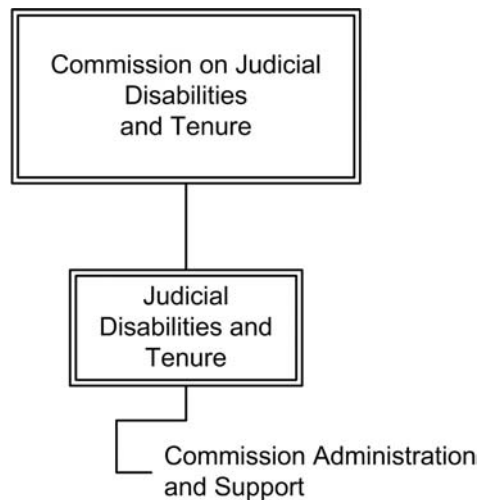 Commission on Judicial
Disabilities
and Tenure
Judicial
Disabilities and
Tenure
Commission Administration
and Support